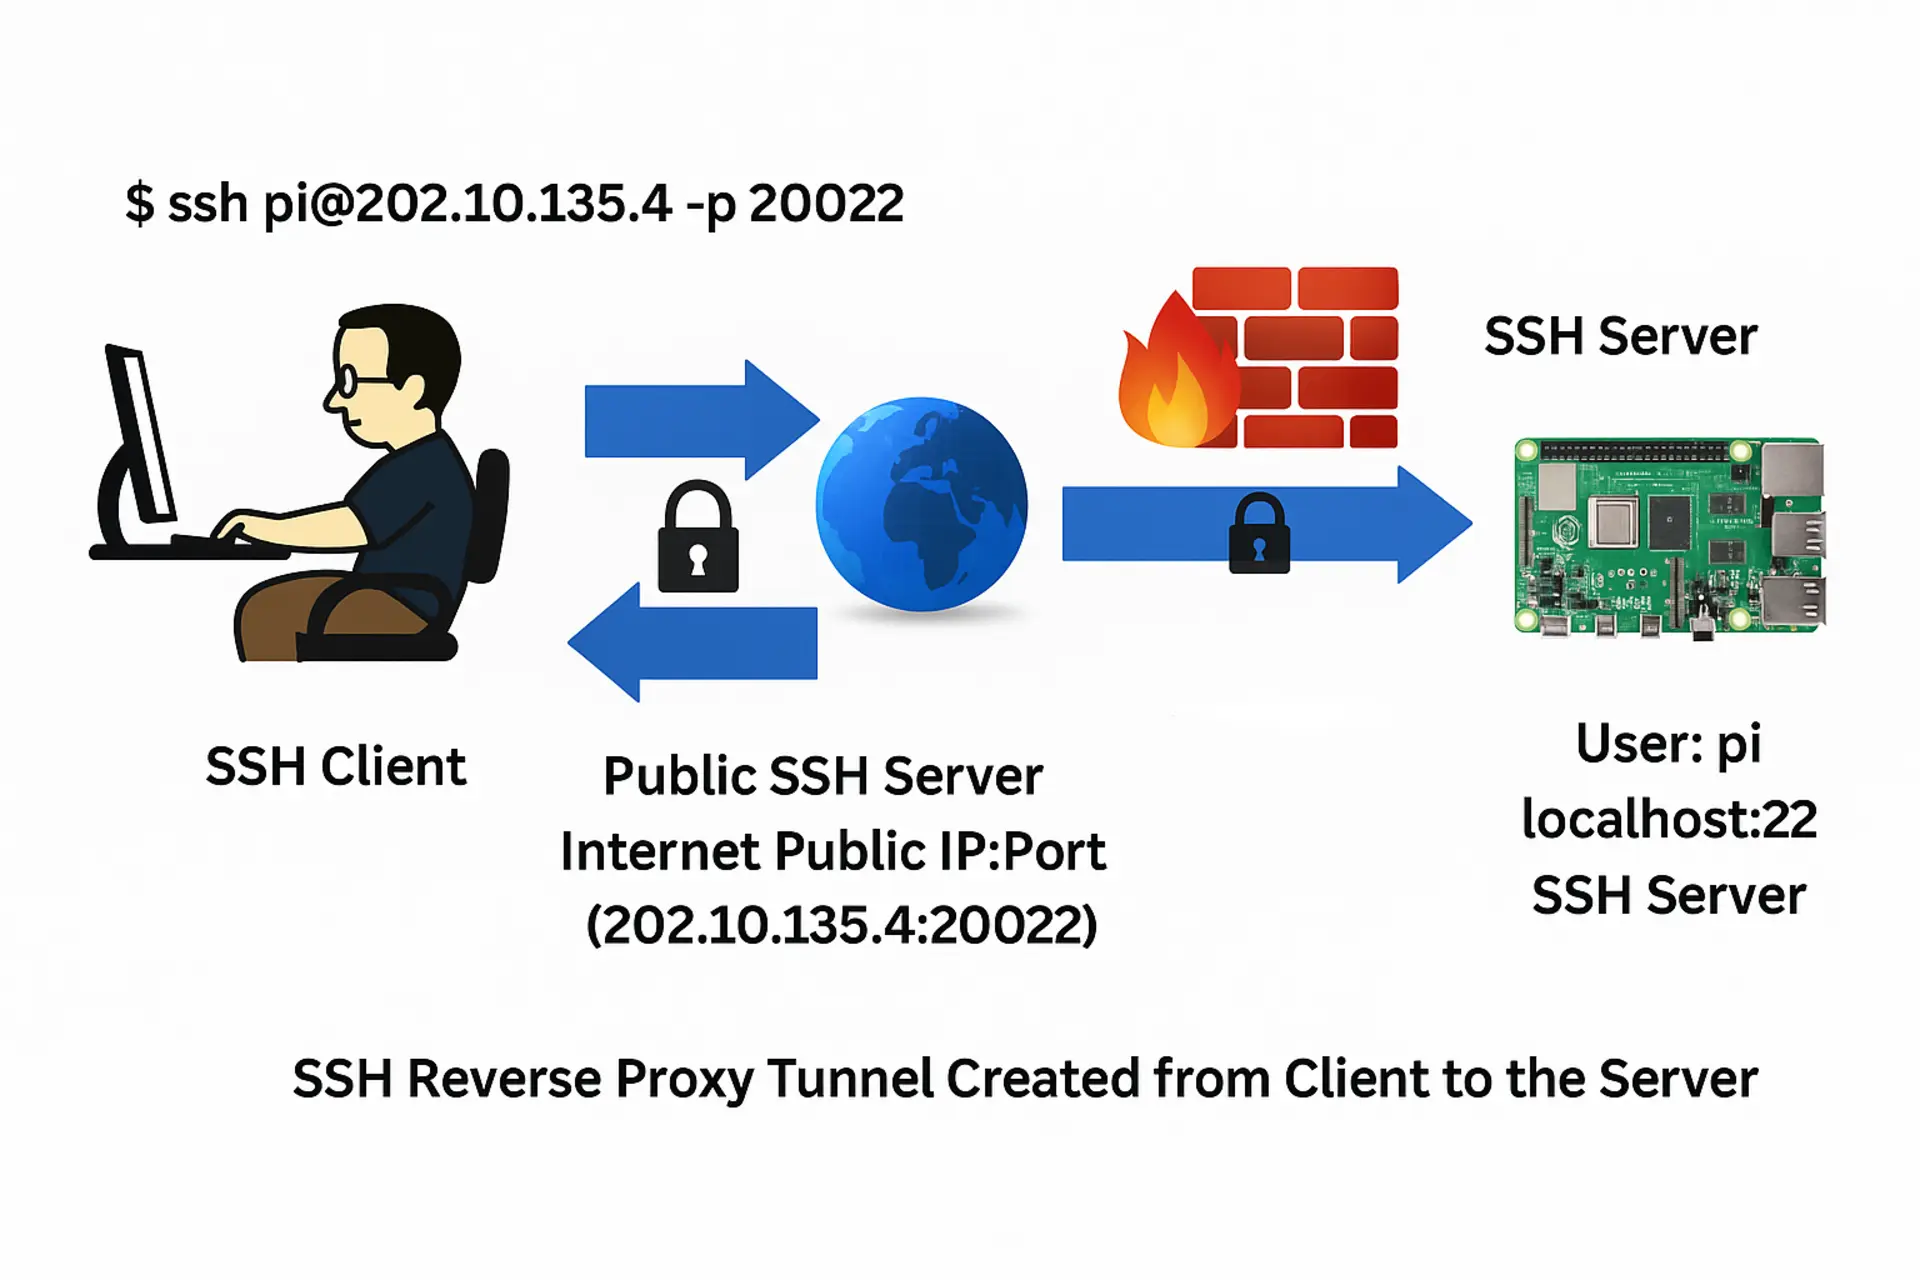 $ ssh pi@202.10.135.4 -p 20022
SSH Server
SSH Client
Public SSH Server
Internet Public IP:Port
(202.10.135.4:20022)
User: pi
localhost:22
SSH Server
SSH Reverse Proxy Tunnel Created from Client to the Server